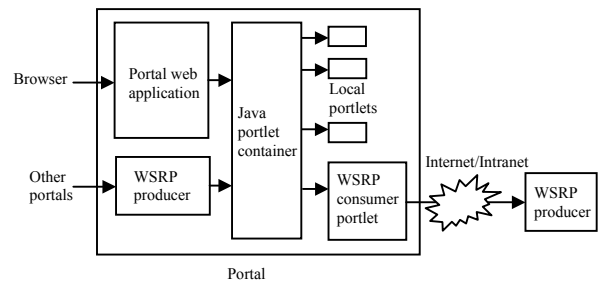 Browser
Portal web
application
Local
portlets
Java
portlet
container
Other
portals
WSRP
producer
WSRP
consumer
portlet
Internet/Intranet
WSRP
producer
Portal